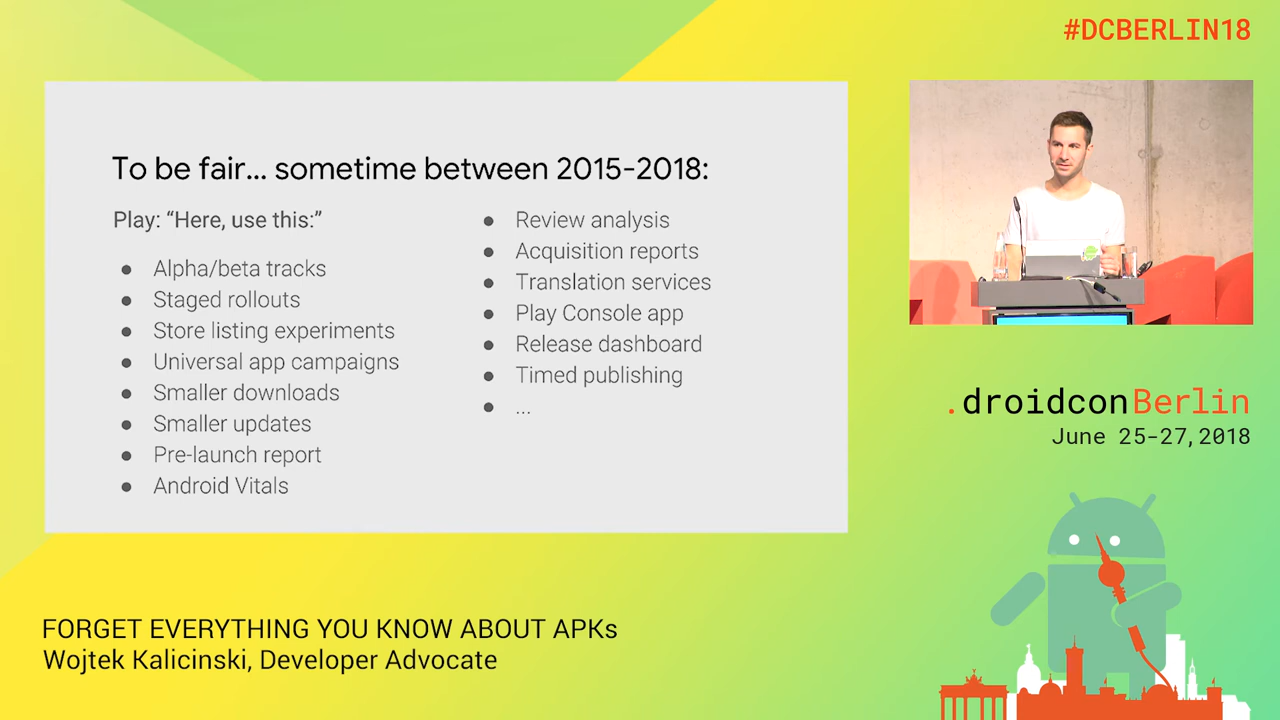 #DCBERLIN18
To be fair... sometime between 2015-2018:
Play: “Here, use this:”
● Alpha/beta tracks
● Staged rollouts
● Store listing experiments
● Universal app campaigns
● Smaller downloads
● Smaller updates
● Pre-launch report
● Android Vitals
● Review analysis
● Acquisition reports
● Translation services
● Play Console app
● Release dashboard
● Timed publishing
● ...
.droidconBerlin
June 25-27, 2018
FORGET EVERYTHING YOU KNOW ABOUT APKs
Wojtek Kalicinski, Developer Advocate